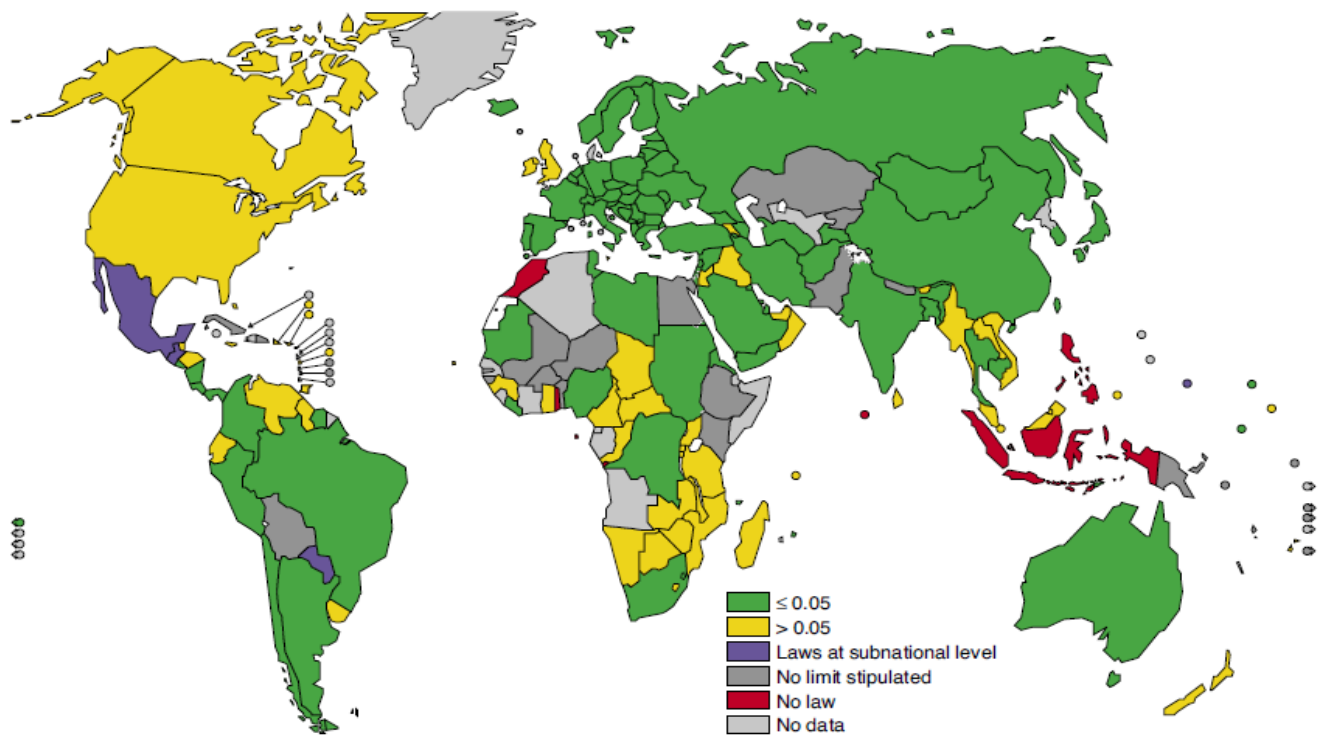 ≤ 0.05
> 0.05
Laws at subnational level
No limit stipulated
No law
No data